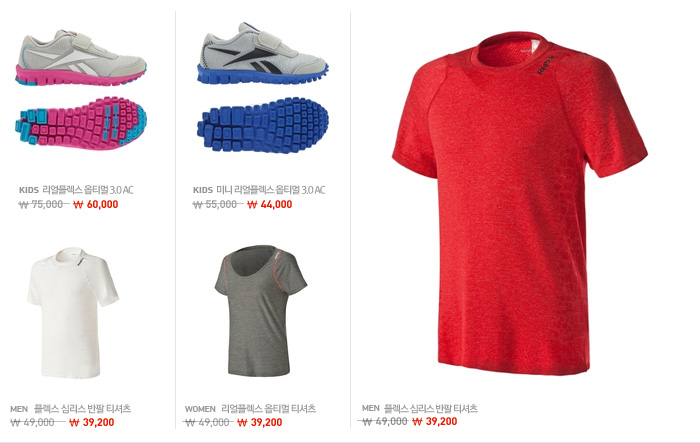 KIDS 리얼플렉스 옵티멀 3.0 AC
₩ 75,000 ₩ 60,000
KIDS 미니 리얼플렉스 옵티멀 3.0 AC
₩ 55,000 ₩ 44,000
MEN 플렉스 심리스 반팔 티셔츠
₩ 49,000 ₩ 39,200
WOMEN 리얼플렉스 옵티멀 티셔츠
₩ 49,000 ₩ 39,200
MEN 플렉스 심리스 반팔 티셔츠
₩ 49,000 ₩ 39,200